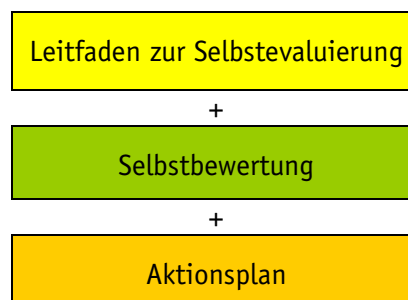 Leitfaden zur Selbstevaluierung
+
Selbstbewertung
+
Aktionsplan